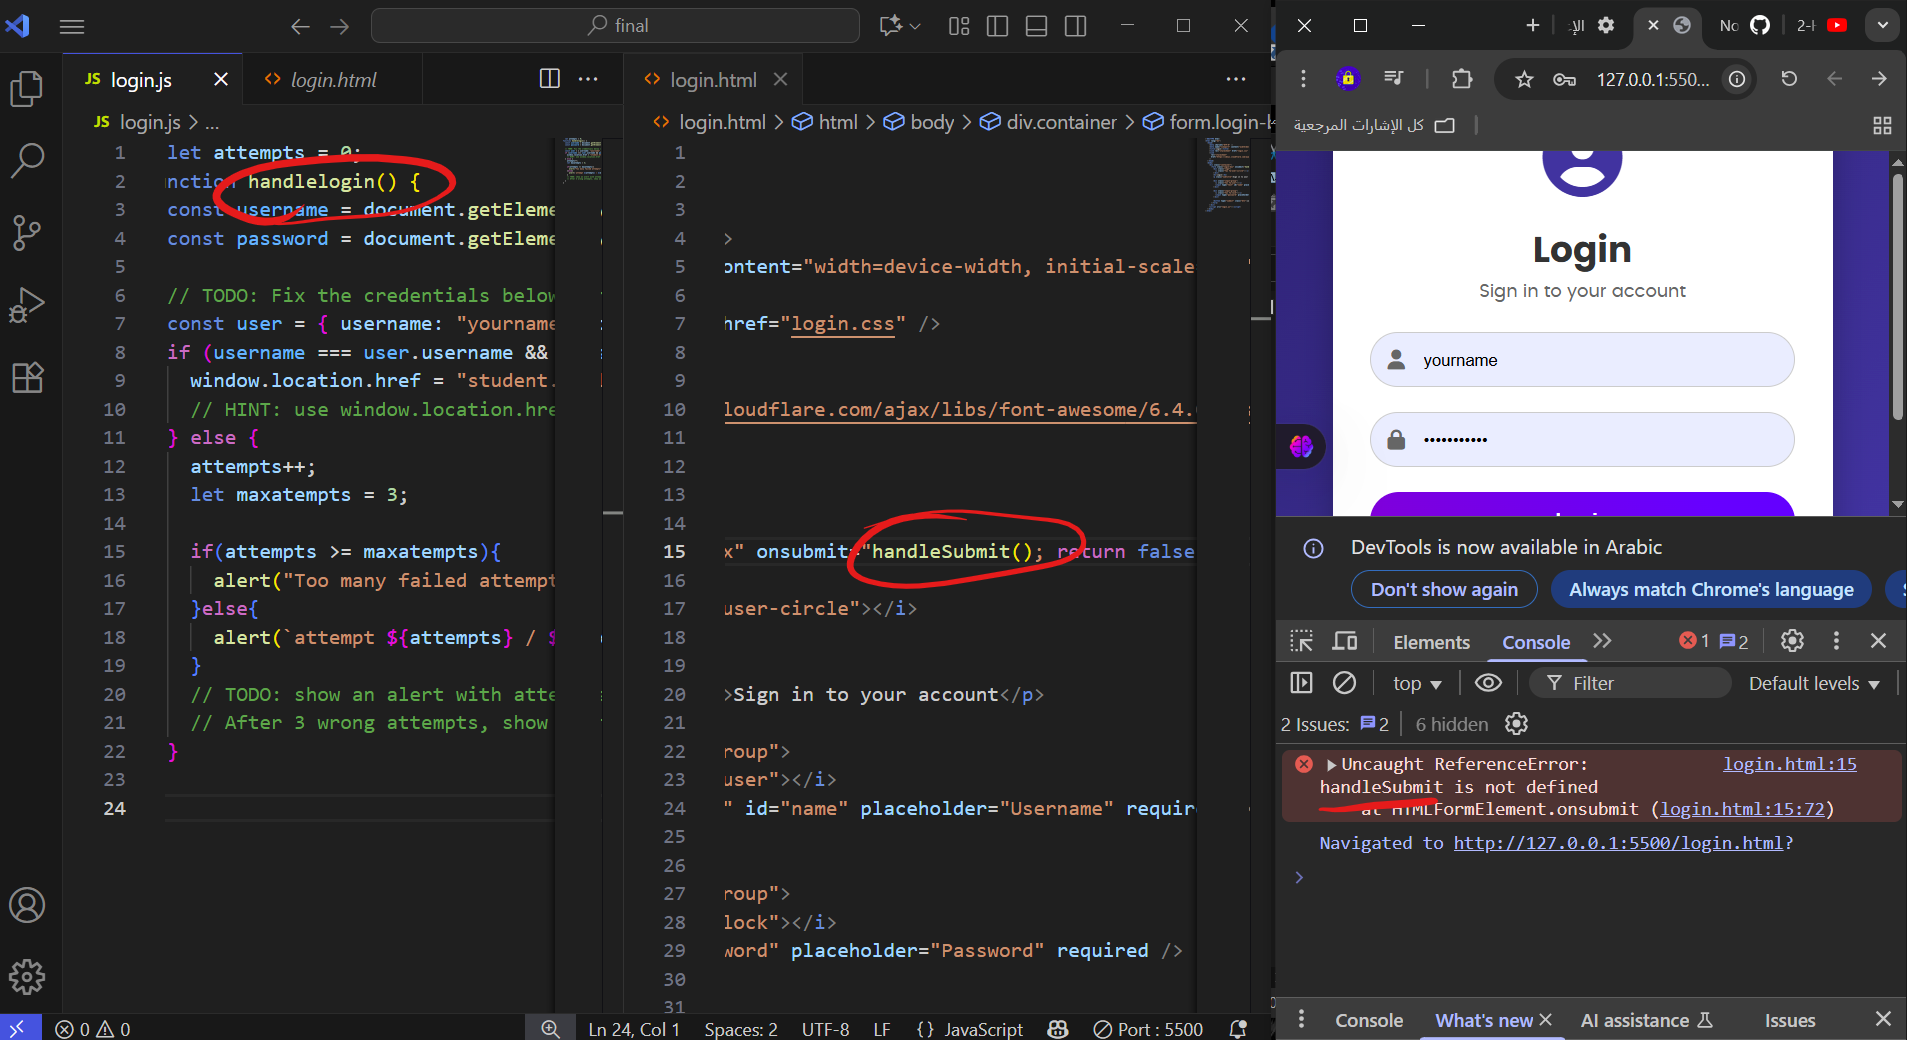 final
JS login.js
<> login.html
JS login.js > ...
1 let attempts = 0;
2 nction handlelogin() {
3 const username = document.getEleme
4 const password = document.getEleme
5
6 // TODO: Fix the credentials below
7 const user = { username: "yourname
8 if (username === user.username &&
9 window.location.href = "student.
10 // HINT: use window.location.hre
11 } else {
12 attempts++;
13 let maxatempts = 3;
14
15 if(attempts >= maxatempts){
16 alert("Too many failed attempt
17 }else{
18 alert(`attempt ${attempts} / $
19 }
20 // TODO: show an alert with atte
21 // After 3 wrong attempts, show
22 }
23
24
<> login.html
<> login.html > html > body > div.container > form.login-
1
2
3
4 >
5 ontent="width=device-width, initial-scale
6
7 href="login.css" />
8
9
10 loudflare.com/ajax/libs/font-awesome/6.4.
11
12
13
14
15 x" onsubmit="handleSubmit(); return false
16
17 user-circle"></i>
18
19
20 >Sign in to your account</p>
21
22 roup">
23 user"></i>
24 " id="name" placeholder="Username" requir
25
26
27 roup">
28 lock"></i>
29 word" placeholder="Password" required />
30
31
0 0
Ln 24, Col 1 Spaces: 2 UTF-8 LF {} JavaScript Port : 5500
الإ
No
2-
127.0.0.1:550...
كل الإشارات المرجعية
Login
Sign in to your account
yourname
•••••••••••
DevTools is now available in Arabic
Don't show again
Always match Chrome's language
Elements Console 1 2
top Filter Default levels
2 Issues: 2 6 hidden
Uncaught ReferenceError: login.html:15
handleSubmit is not defined
at HTMLFormElement.onsubmit (login.html:15:72)
Navigated to http://127.0.0.1:5500/login.html?
Console What's new AI assistance Issues